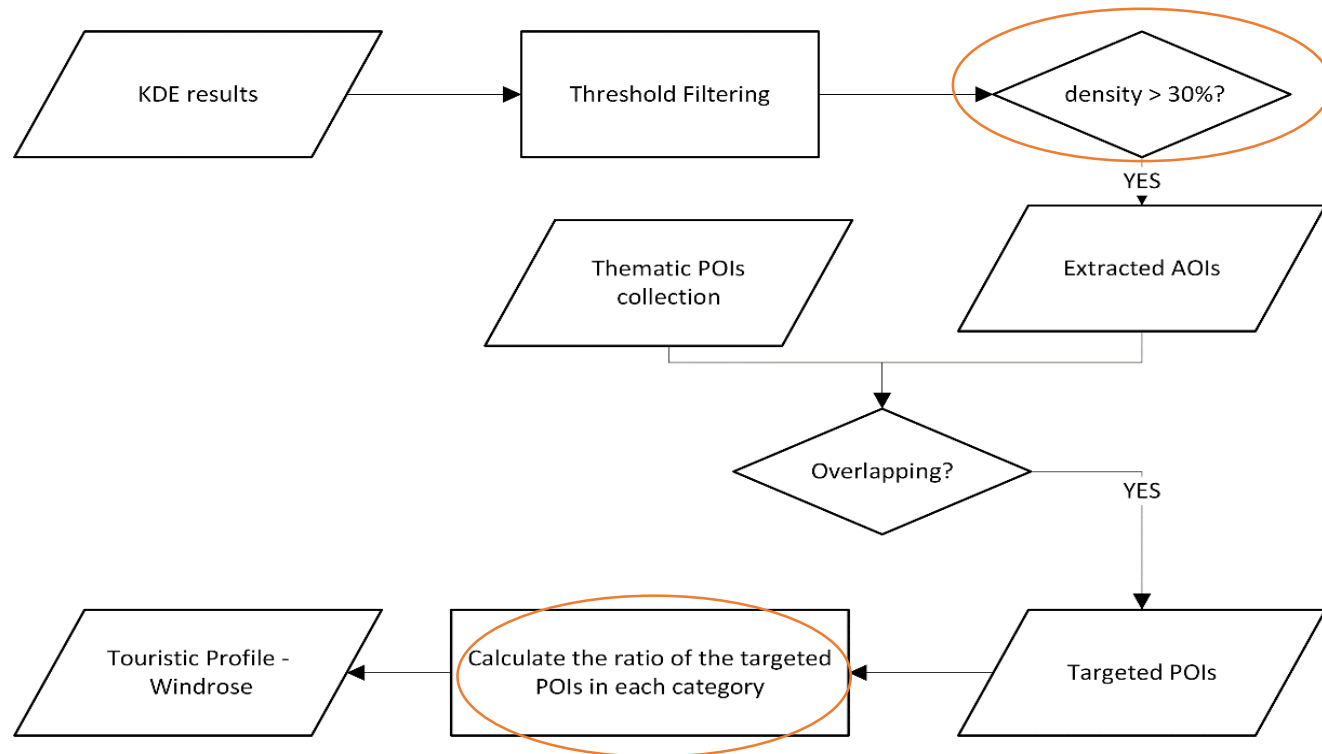 KDE results
Threshold Filtering
density > 30%?
YES
Thematic POIs
collection
Extracted AOIs
Overlapping?
YES
Touristic Profile -
Windrose
Calculate the ratio of the targeted
POIs in each category
Targeted POIs